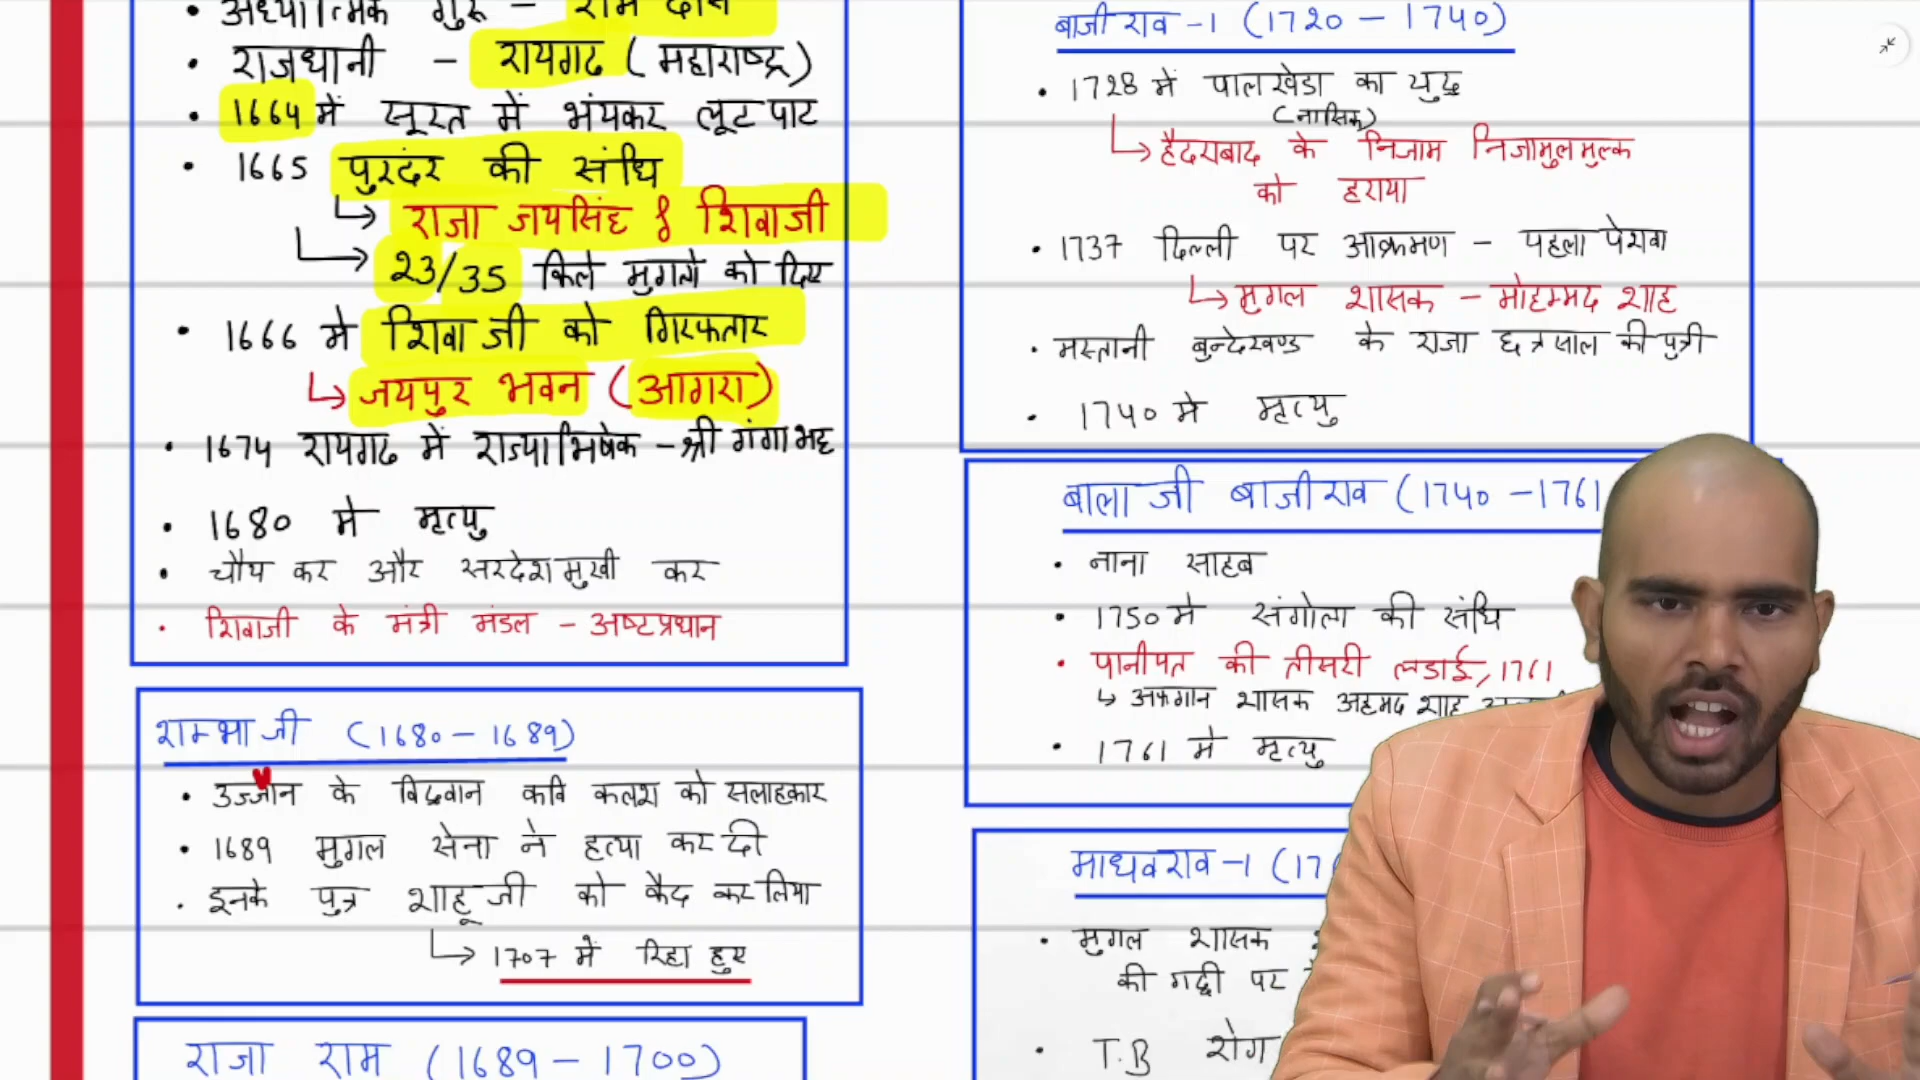 • अध्यात्मिक गुरू – राम दास
• राजधानी – रायगढ (महाराष्ट्र)
• 1664 में सूरत में भंयकर लूटपाट
• 1665 पुरंदर की संधि
↳ राजा जयसिंह & शिवाजी
↳ 23/35 किले मुगलो को दिए
• 1666 मे शिवाजी को गिरफतार
↳ जयपुर भवन (आगरा)
• 1674 रायगढ में राज्याभिषेक – श्री गंगा भट्ट
• 1680 मे मृत्यु
• चौथ कर और सरदेशमुखी कर
• शिवाजी के मंत्री मंडल – अष्टप्रधान
शम्भाजी (1680 – 1689)
• उज्जैन के विद्वान कवि कलश को सलाहकार
• 1689 मुगल सेना ने हत्या कर दी
• इनके पुत्र शाहू जी को कैद कर लिया
↳ 1707 में रिहा हुए
राजा राम (1689 – 1700)
बाजीराव -1 (1720 – 1740)
• 1728 में पालखेडा का युद्ध
(नासिक)
↳ हैदराबाद के निजाम निजामुलमुल्क
को हराया
• 1737 दिल्ली पर आक्रमण – पहला पेशवा
↳ मुगल शासक – मोहम्मद शाह
• मस्तानी बुन्देखण्ड के राजा छत्रसाल की पुत्री
• 1740 मे मृत्यु
बालाजी बाजीराव (1740 – 1761
• नाना साहब
• 1750 मे संगोला की संधि
• पानीपत की तीसरी लडाई, 1761
↳ अफगान शासक अहमद शाह
• 1761 मे मृत्यु
माधवराव -1 (17
• मुगल शासक
की गद्दी पर
• T.B रोग